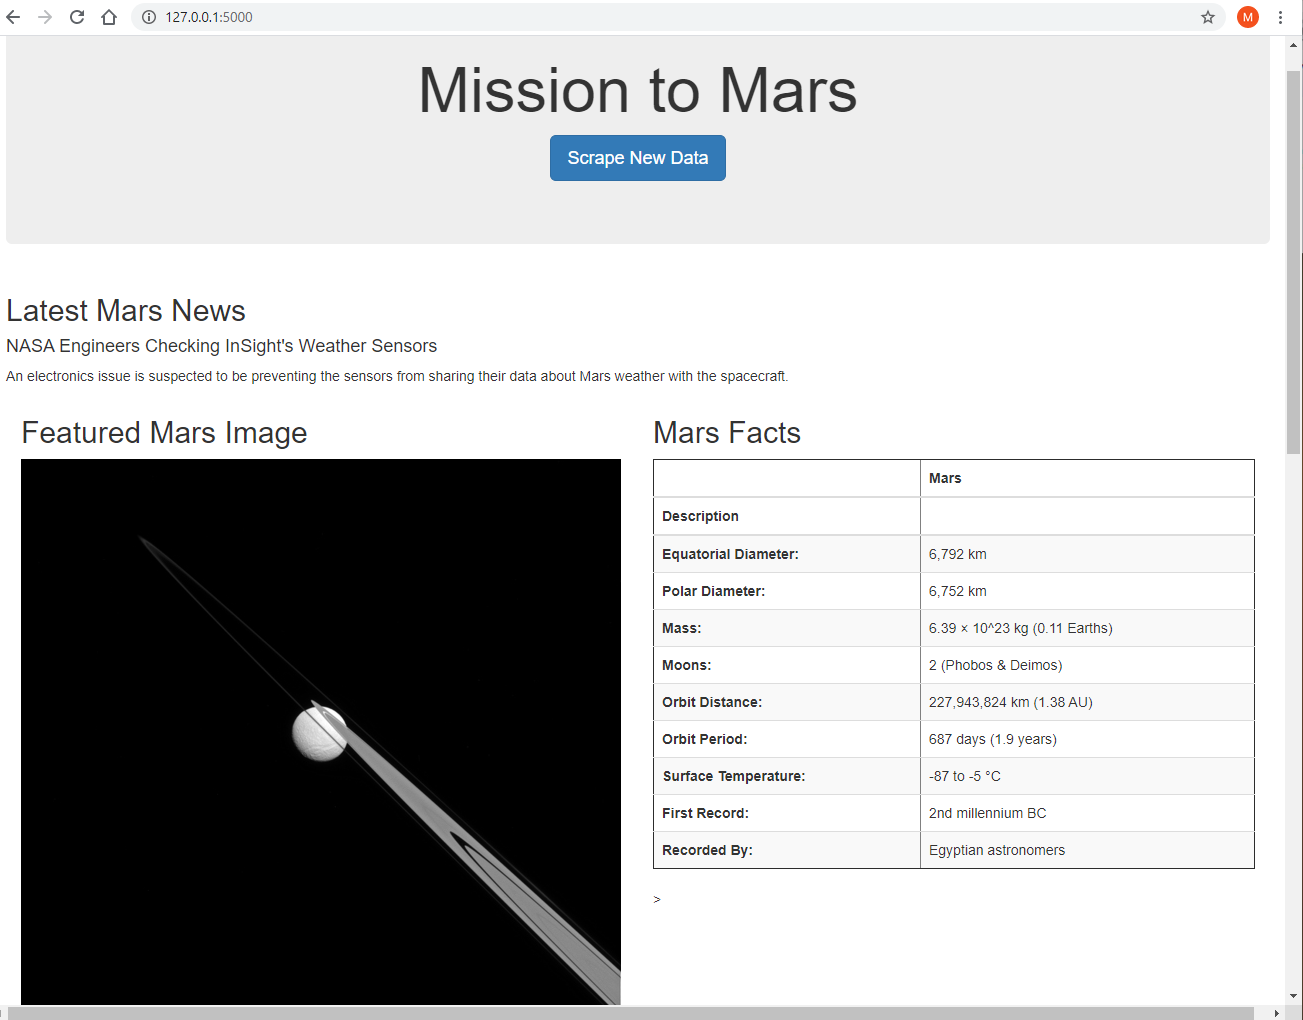 127.0.0.1:5000
M
Mission to Mars
Scrape New Data
Latest Mars News
NASA Engineers Checking InSight's Weather Sensors
An electronics issue is suspected to be preventing the sensors from sharing their data about Mars weather with the spacecraft.
Featured Mars Image
Mars Facts
Mars
Description
Equatorial Diameter: 6,792 km
Polar Diameter: 6,752 km
Mass: 6.39 × 10^23 kg (0.11 Earths)
Moons: 2 (Phobos & Deimos)
Orbit Distance: 227,943,824 km (1.38 AU)
Orbit Period: 687 days (1.9 years)
Surface Temperature: -87 to -5 °C
First Record: 2nd millennium BC
Recorded By: Egyptian astronomers
>